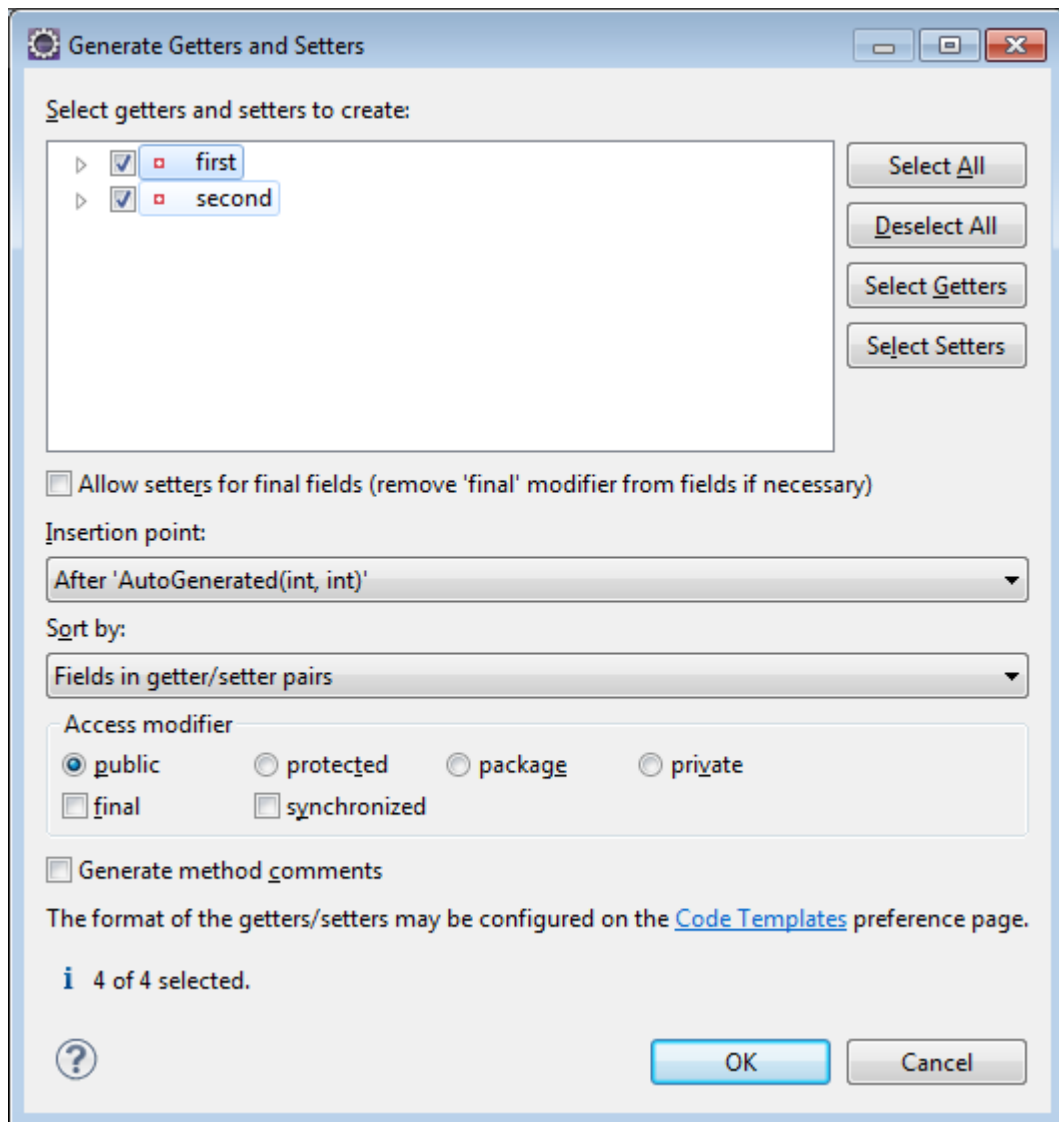 Generate Getters and Setters
Select getters and setters to create:
first
second
Select All
Deselect All
Select Getters
Select Setters
Allow setters for final fields (remove 'final' modifier from fields if necessary)
Insertion point:
After 'AutoGenerated(int, int)'
Sort by:
Fields in getter/setter pairs
Access modifier
public protected package private
final synchronized
Generate method comments
The format of the getters/setters may be configured on the Code Templates preference page.
i 4 of 4 selected.
?
OK Cancel